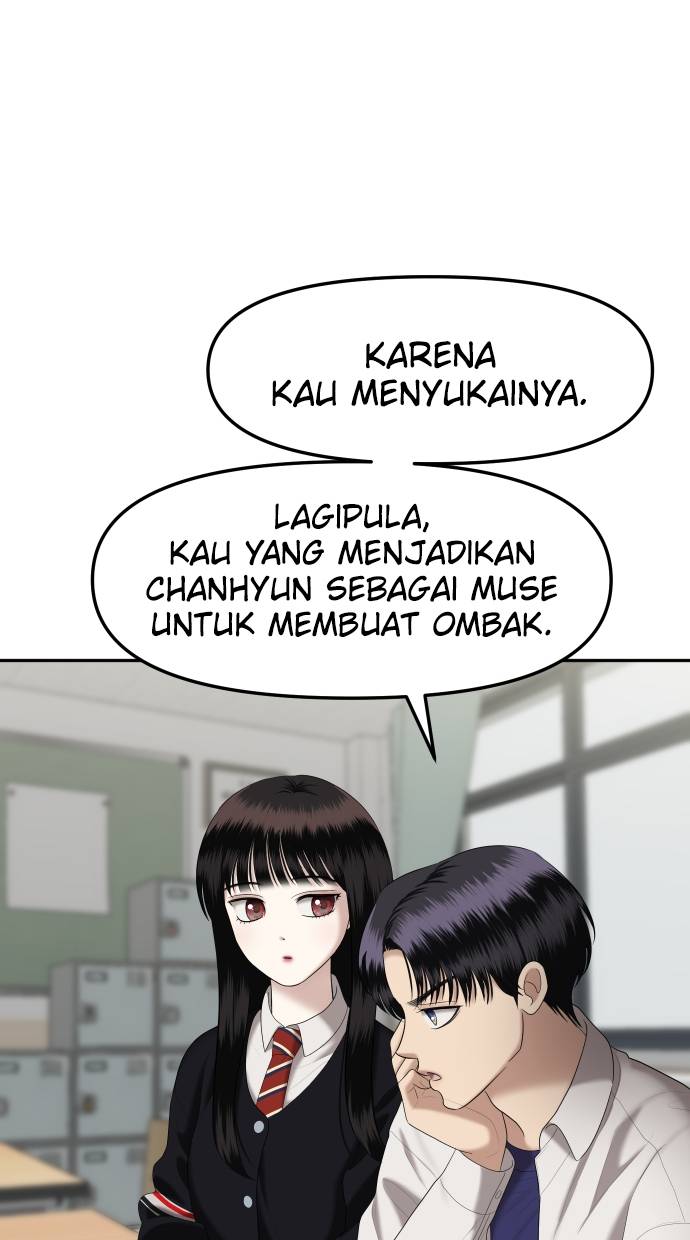 KARENA
KAU MENYUKAINYA.
LAGIPULA,
KAU YANG MENJADIKAN
CHANHYUN SEBAGAI MUSE
UNTUK MEMBUAT OMBAK.